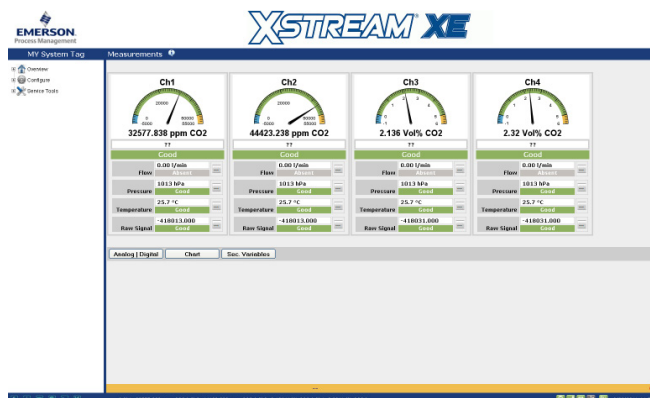 EMERSON
Process Management
XSTREAM XE
MY System Tag
Measurements
Overview
Configure
Service Tools
Ch1
20000
0
-5000
32577.838 ppm CO2
??
Good
Flow
0.00 l/min
Absent
Pressure
1013 hPa
Good
Temperature
25.7 °C
Good
Raw Signal
-418013.000
Good
Ch2
20000
0
-5000
44423.238 ppm CO2
??
Good
Flow
0.00 l/min
Absent
Pressure
1013 hPa
Good
Temperature
25.7 °C
Good
Raw Signal
-418013.000
Good
Ch3
2.136 Vol% CO2
??
Good
Flow
0.00 l/min
Absent
Pressure
1013 hPa
Good
Temperature
25.7 °C
Good
Raw Signal
-418031.000
Good
Ch4
2.32 Vol% CO2
??
Good
Flow
0.00 l/min
Absent
Pressure
1013 hPa
Good
Temperature
25.7 °C
Good
Raw Signal
-418031.000
Good
Analog | Digital
Chart
Sec. Variables
--